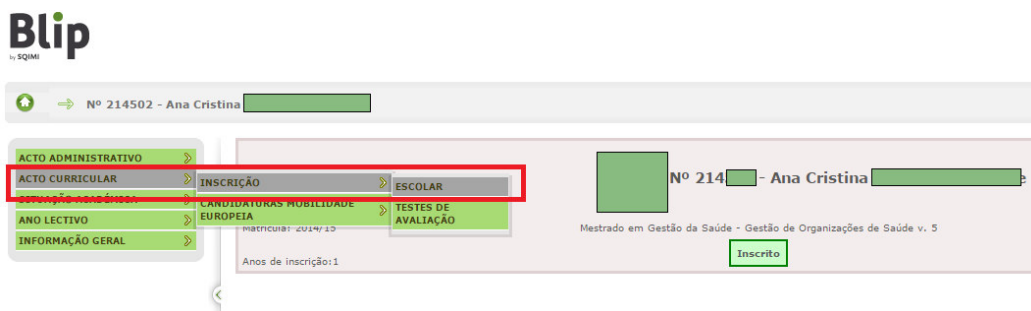 Blip
by SQIMI
Nº 214502 - Ana Cristina
ACTO ADMINISTRATIVO
ACTO CURRICULAR
INSCRIÇÃO
ESCOLAR
SITUAÇÃO ACADÉMICA
CANDIDATURAS MOBILIDADE
EUROPEIA
TESTES DE
AVALIAÇÃO
ANO LECTIVO
INFORMAÇÃO GERAL
Nº 214 - Ana Cristina
Matrícula: 2014/15
Mestrado em Gestão da Saúde - Gestão de Organizações de Saúde v. 5
Inscrito
Anos de inscrição:1